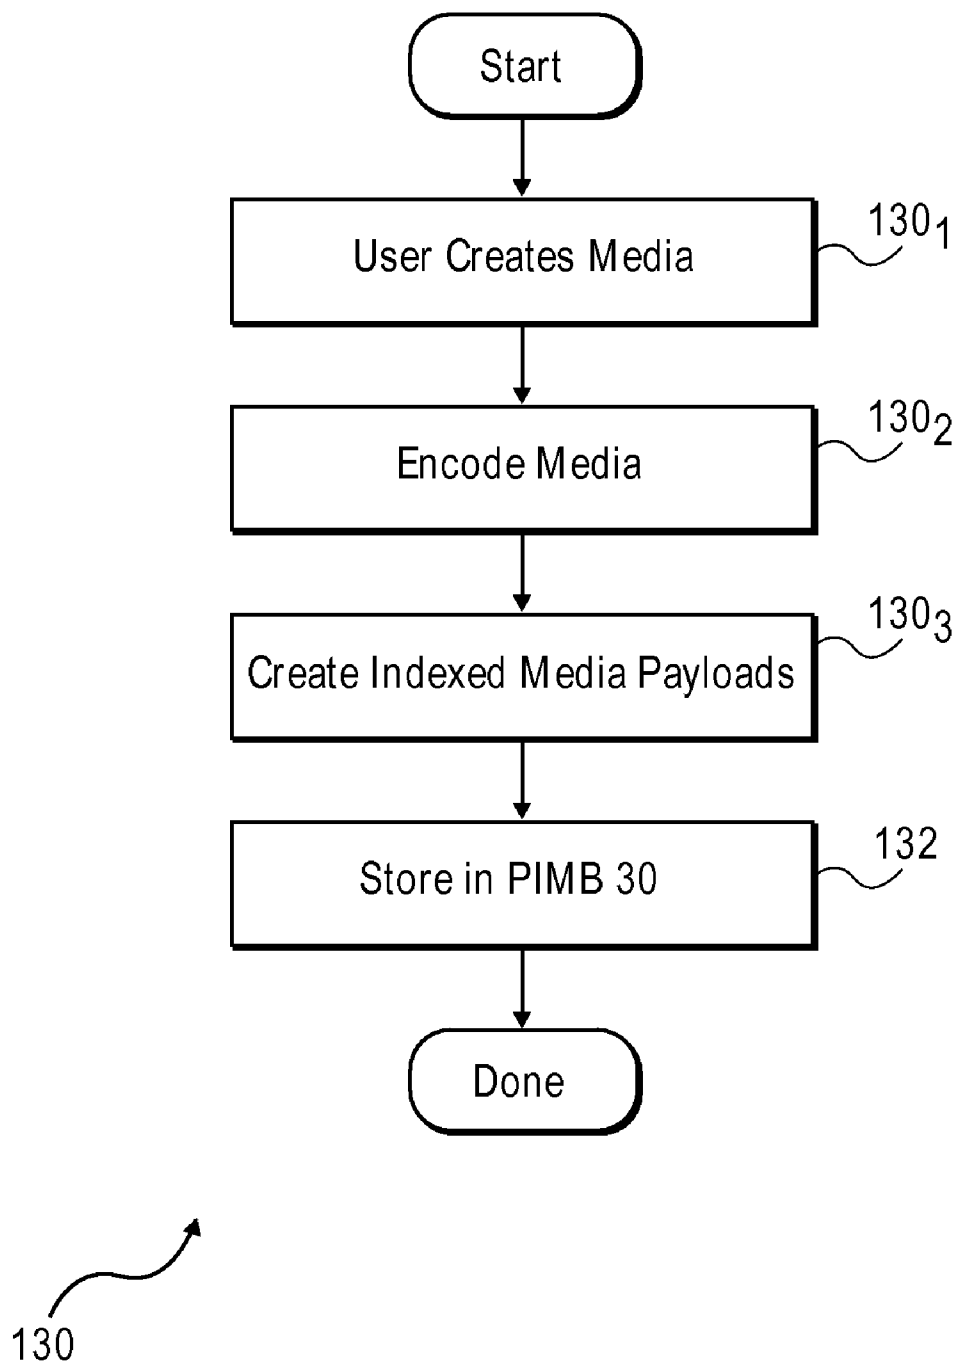 Start
User Creates Media
130₁
Encode Media
130₂
Create Indexed Media Payloads
130₃
Store in PIMB 30
132
Done
130